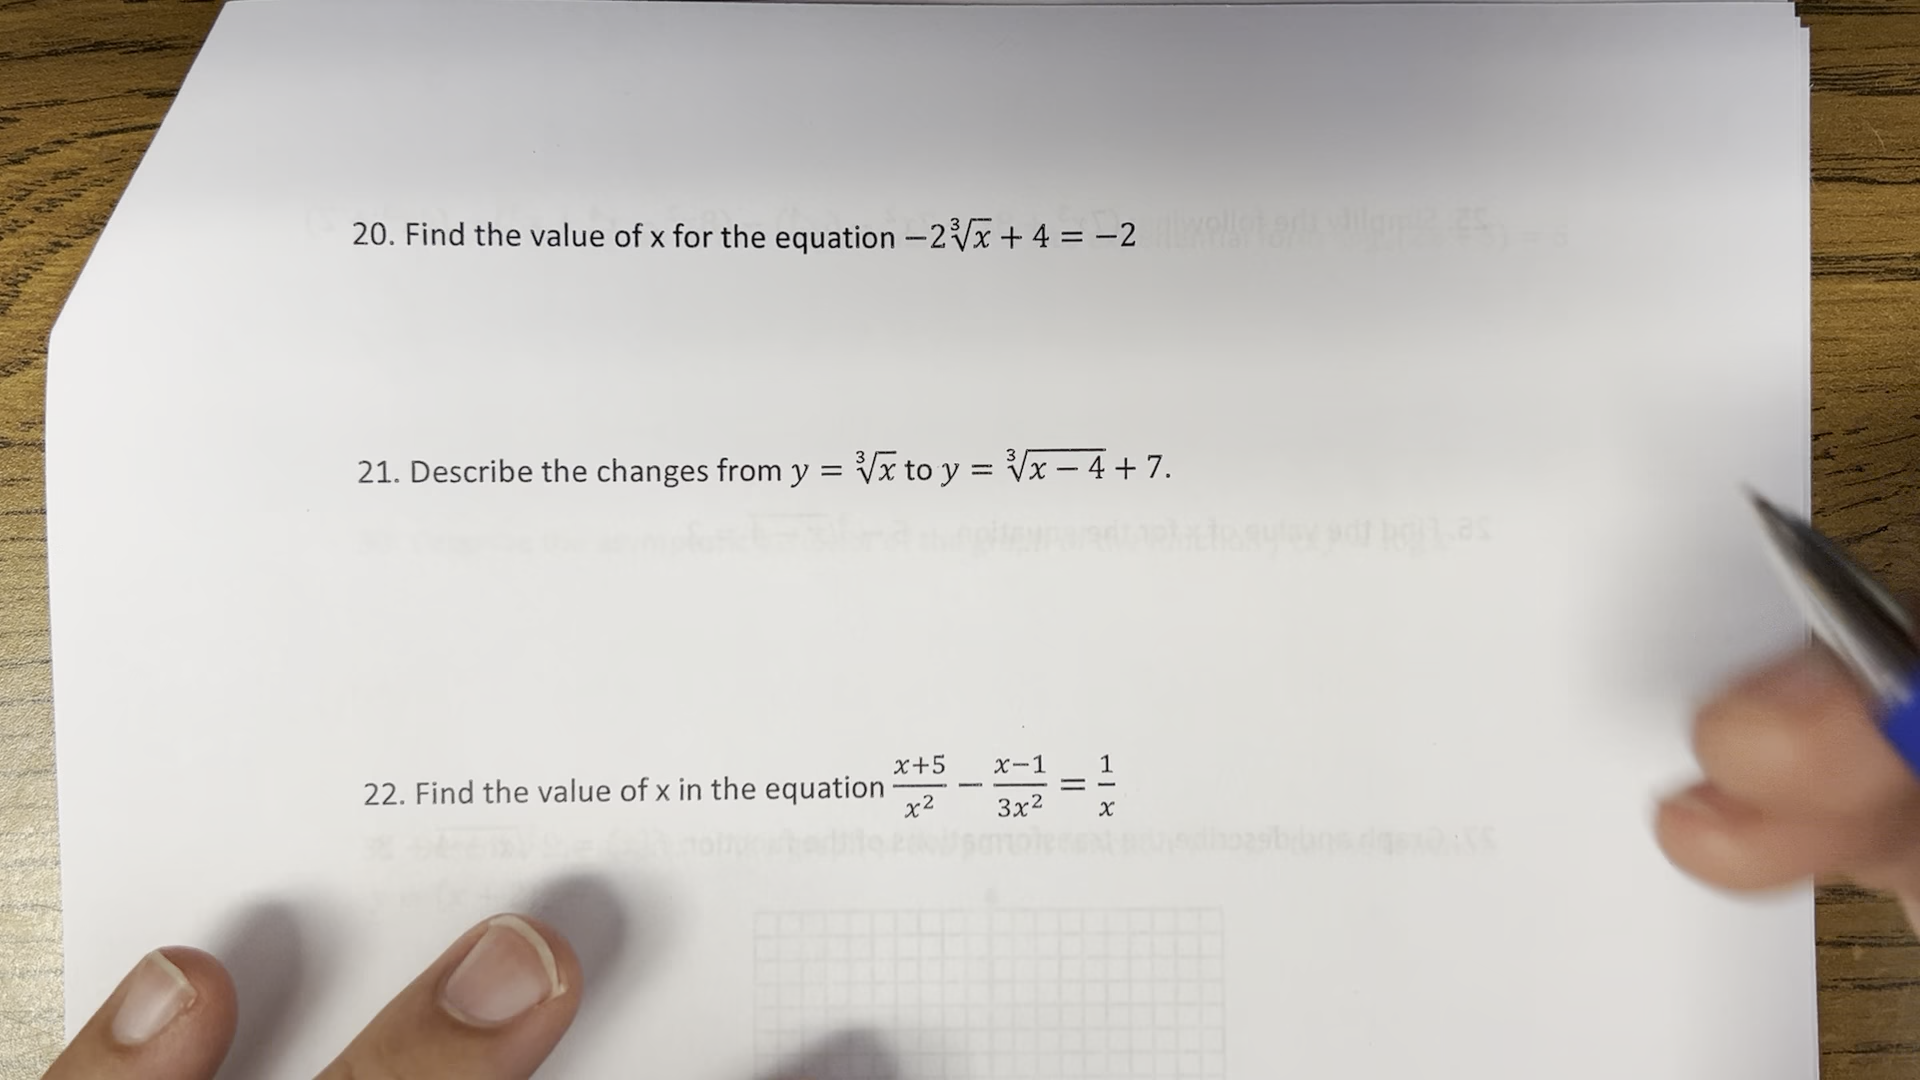 20. Find the value of x for the equation −2∛x + 4 = −2
21. Describe the changes from y = ∛x to y = ∛(x − 4) + 7.
22. Find the value of x in the equation (x+5)/x² − (x−1)/3x² = 1/x